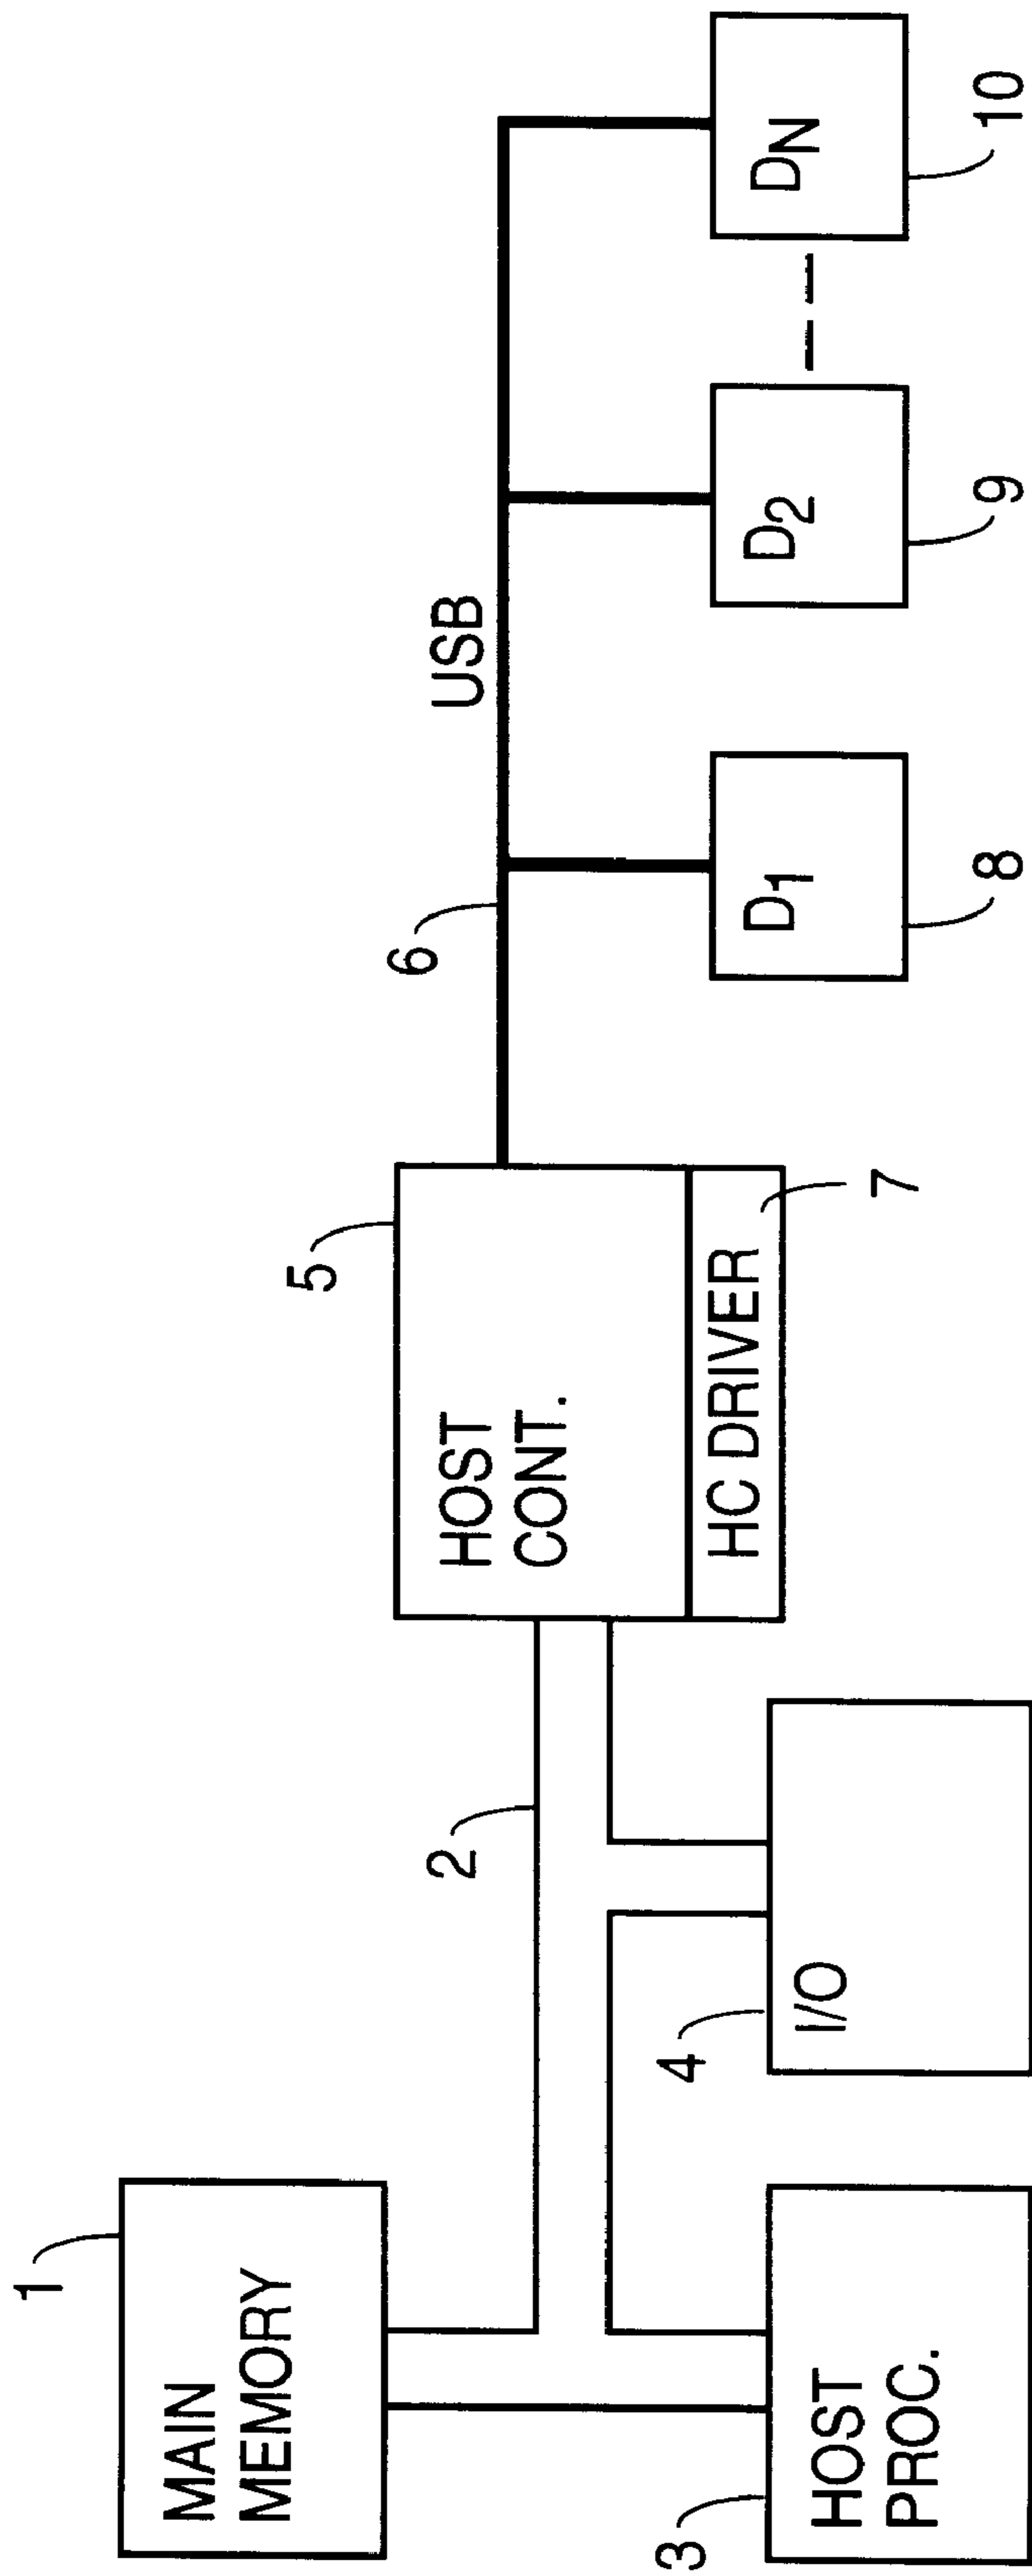 1
MAIN
MEMORY
2
3
HOST
PROC.
4
I/O
5
HOST
CONT.
HC DRIVER
7
6
USB
D1
8
D2
9
DN
10